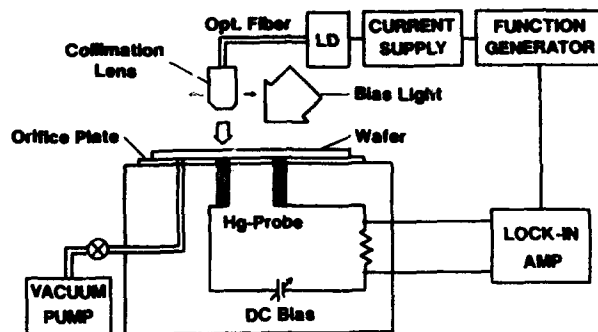 Opt. Fiber
LD
CURRENT
SUPPLY
FUNCTION
GENERATOR
Collimation
Lens
Bias Light
Orifice Plate
Wafer
Hg-Probe
LOCK-IN
AMP
VACUUM
PUMP
DC Bias